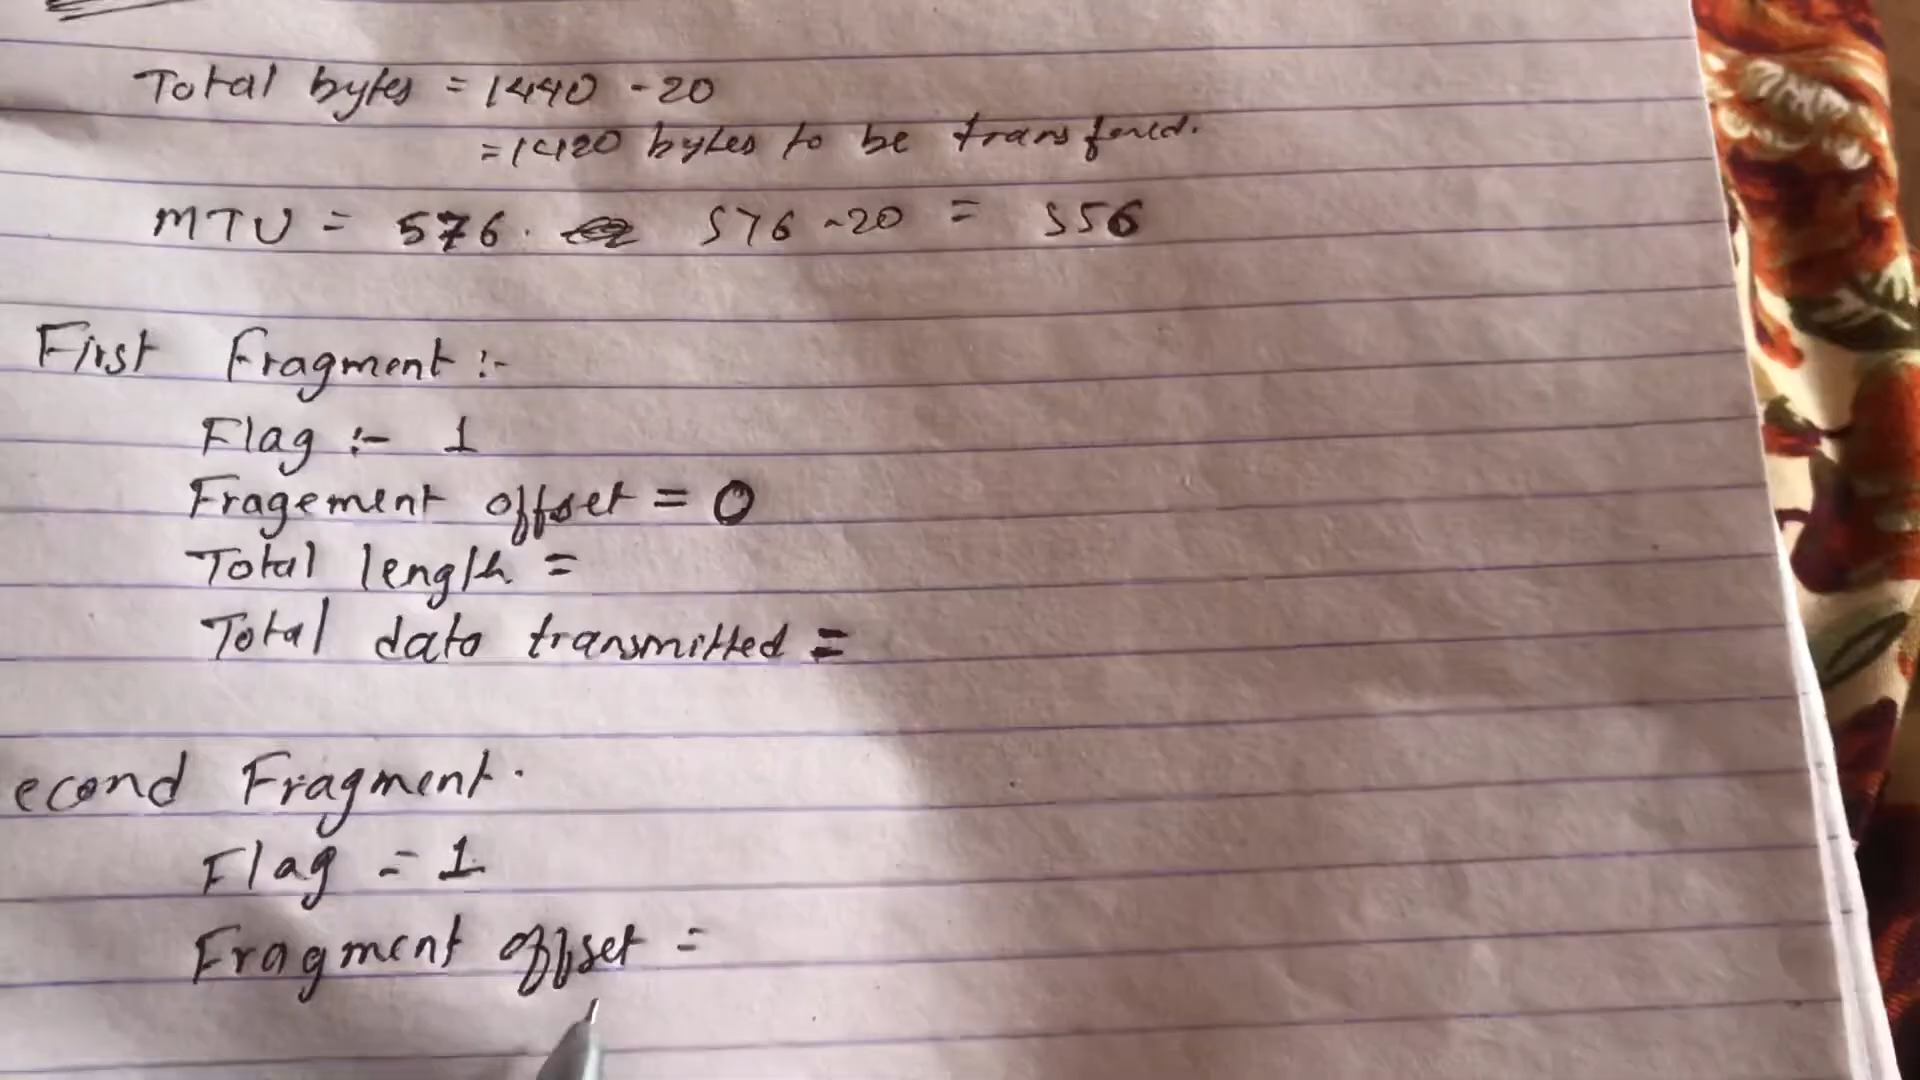 Total bytes = 1440 - 20
= 1420 bytes to be transfered.
MTU = 576. 576 - 20 = 556
First Fragment :-
Flag :- 1
Fragement offset = 0
Total length =
Total data transmitted =
econd Fragment.
Flag = 1
Fragment offset =